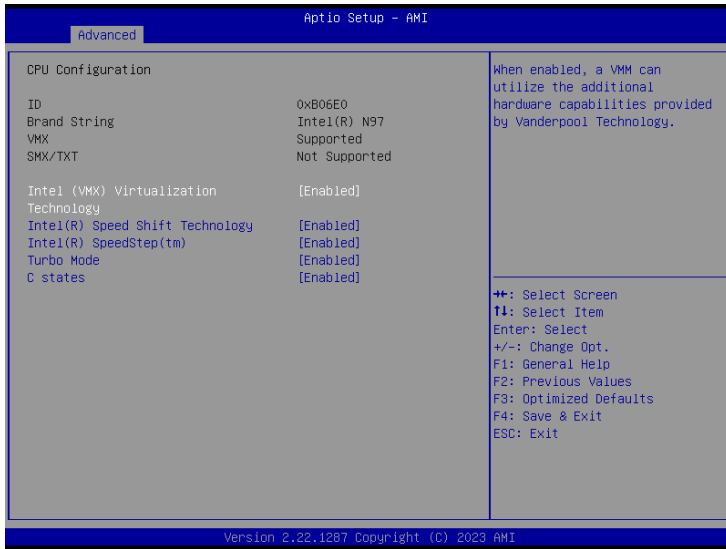 Aptio Setup - AMI
Advanced
CPU Configuration
ID 0xB06E0
Brand String Intel(R) N97
VMX Supported
SMX/TXT Not Supported
Intel (VMX) Virtualization [Enabled]
Technology
Intel(R) Speed Shift Technology [Enabled]
Intel(R) SpeedStep(tm) [Enabled]
Turbo Mode [Enabled]
C states [Enabled]
When enabled, a VMM can
utilize the additional
hardware capabilities provided
by Vanderpool Technology.
→←: Select Screen
↑↓: Select Item
Enter: Select
+/-: Change Opt.
F1: General Help
F2: Previous Values
F3: Optimized Defaults
F4: Save & Exit
ESC: Exit
Version 2.22.1287 Copyright (C) 2023 AMI